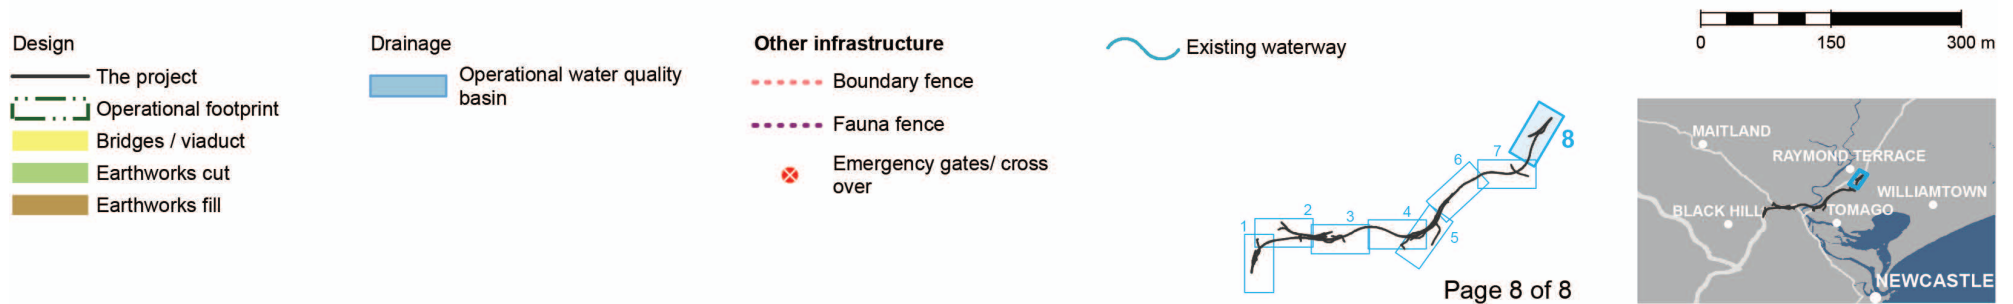 Design
The project
Operational footprint
Bridges / viaduct
Earthworks cut
Earthworks fill
Drainage
Operational water quality
basin
Other infrastructure
Boundary fence
Fauna fence
Emergency gates/ cross
over
Existing waterway
1
2
3
4
5
6
7
8
Page 8 of 8
0 150 300 m
MAITLAND
RAYMOND TERRACE
WILLIAMTOWN
BLACK HILL
TOMAGO
NEWCASTLE